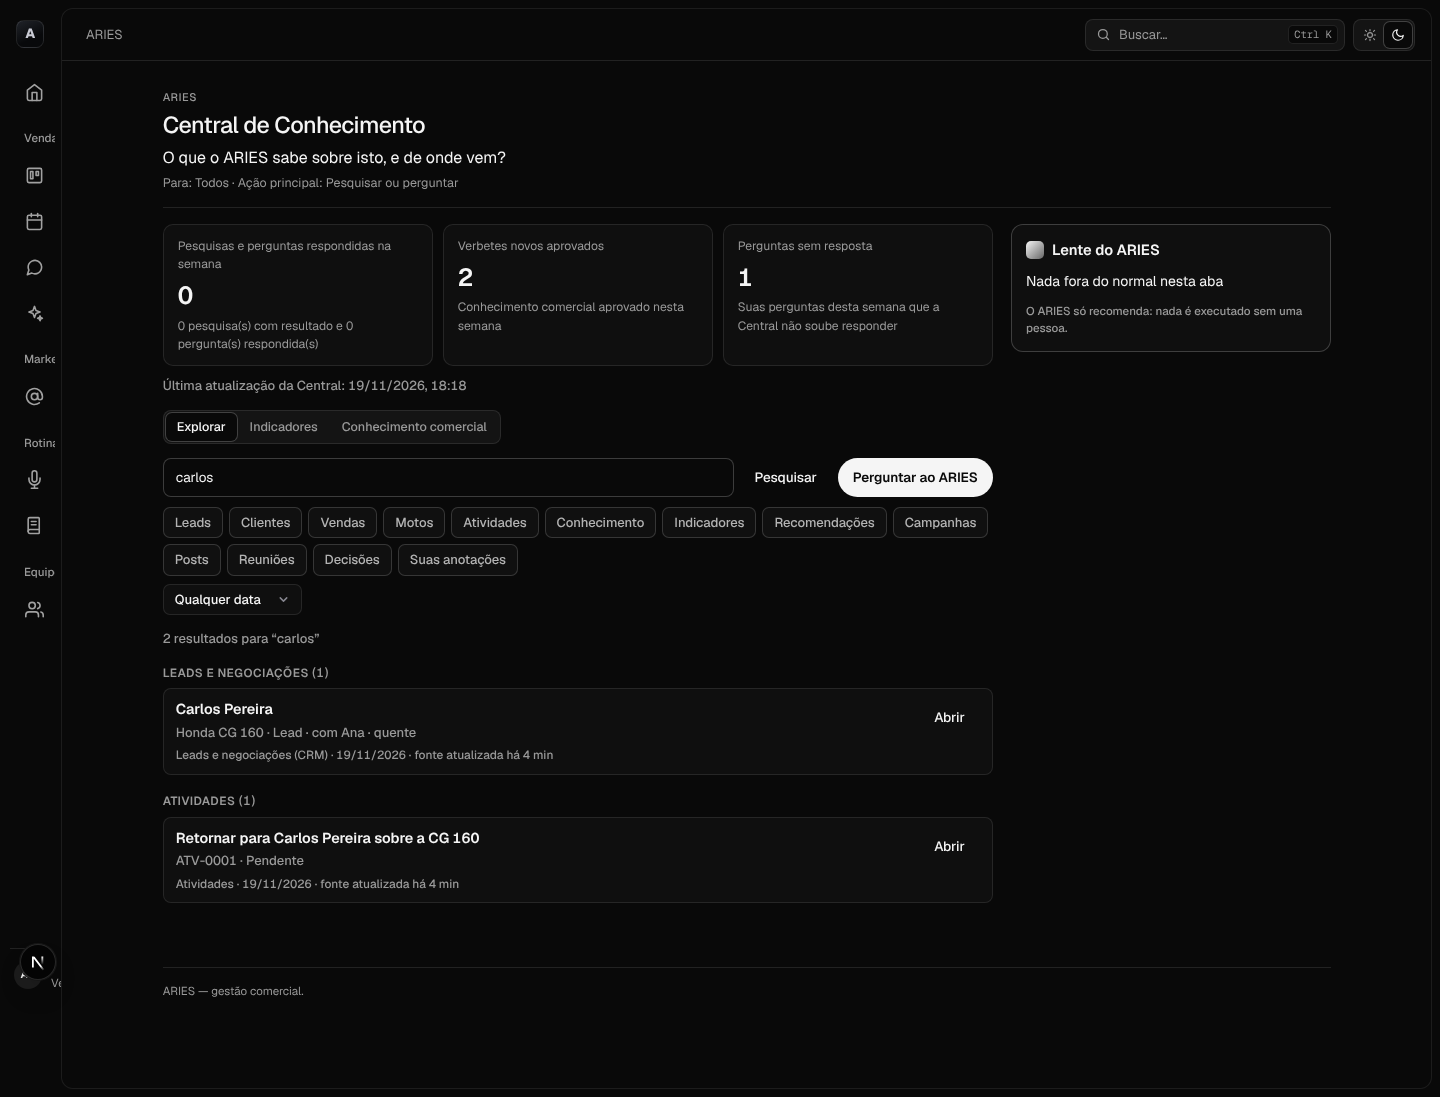 A
ARIES
Buscar...
Ctrl K
Venda
Marke
Rotina
Equip
N
Ve
ARIES
Central de Conhecimento
O que o ARIES sabe sobre isto, e de onde vem?
Para: Todos · Ação principal: Pesquisar ou perguntar
Pesquisas e perguntas respondidas na
semana
0
0 pesquisa(s) com resultado e 0
pergunta(s) respondida(s)
Verbetes novos aprovados
2
Conhecimento comercial aprovado nesta
semana
Perguntas sem resposta
1
Suas perguntas desta semana que a
Central não soube responder
Lente do ARIES
Nada fora do normal nesta aba
O ARIES só recomenda: nada é executado sem uma
pessoa.
Última atualização da Central: 19/11/2026, 18:18
Explorar Indicadores Conhecimento comercial
carlos
Pesquisar
Perguntar ao ARIES
Leads Clientes Vendas Motos Atividades Conhecimento Indicadores Recomendações Campanhas
Posts Reuniões Decisões Suas anotações
Qualquer data
2 resultados para “carlos”
LEADS E NEGOCIAÇÕES (1)
Carlos Pereira
Honda CG 160 · Lead · com Ana · quente
Leads e negociações (CRM) · 19/11/2026 · fonte atualizada há 4 min
Abrir
ATIVIDADES (1)
Retornar para Carlos Pereira sobre a CG 160
ATV-0001 · Pendente
Atividades · 19/11/2026 · fonte atualizada há 4 min
Abrir
ARIES — gestão comercial.